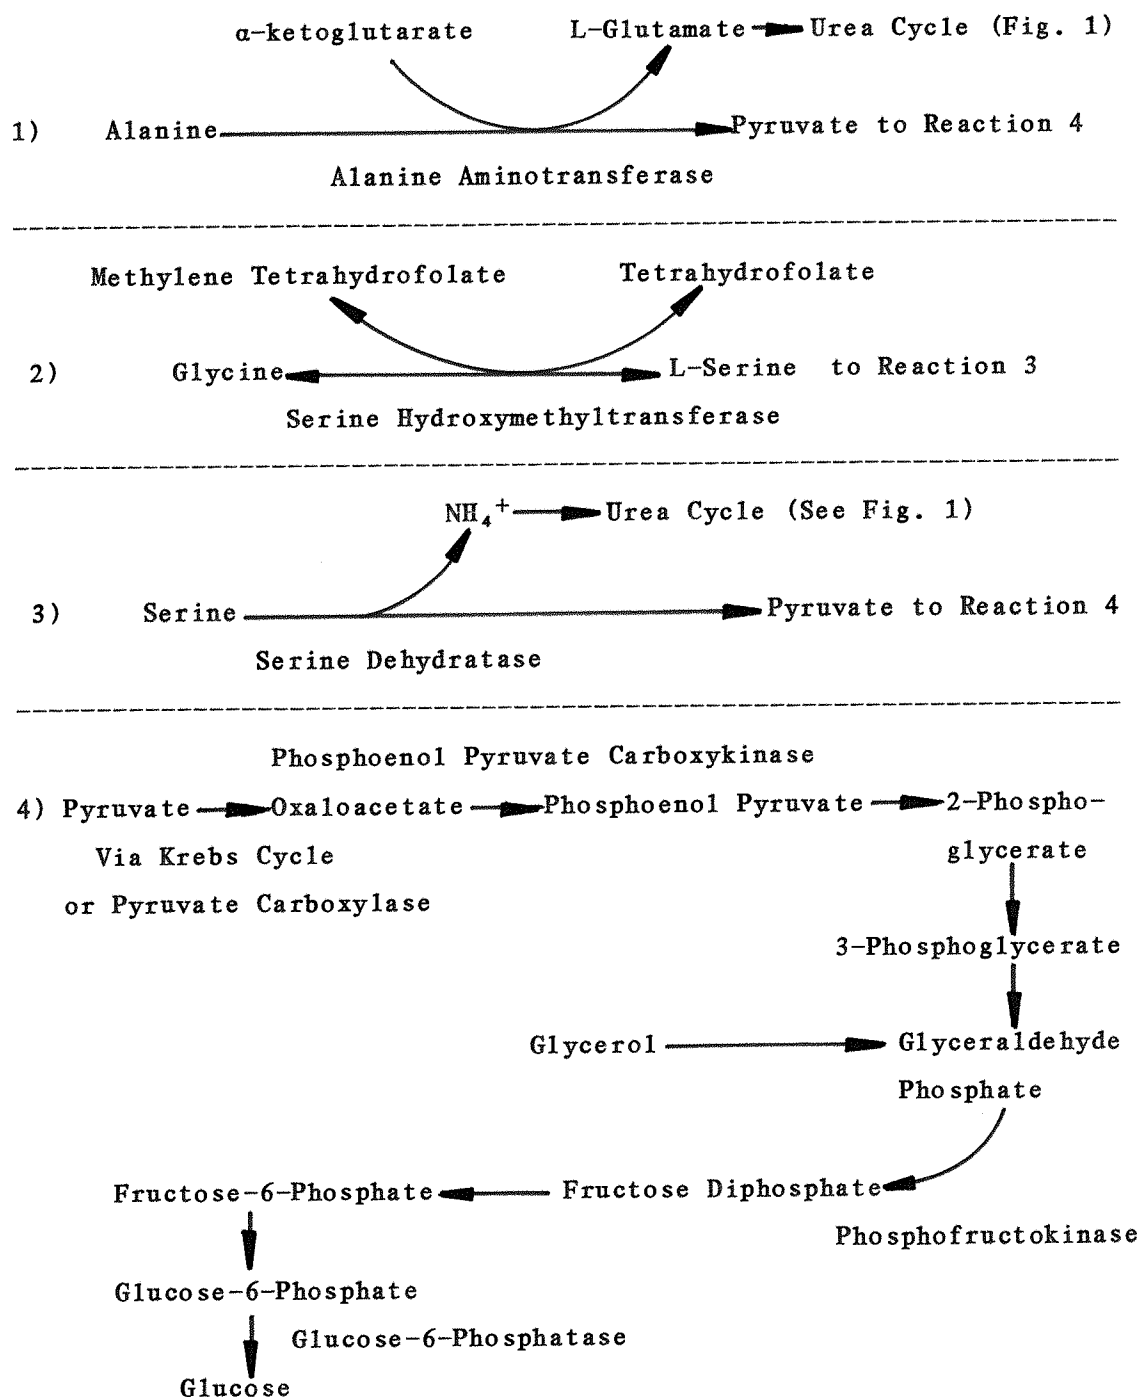 α-ketoglutarate L-Glutamate Urea Cycle (Fig. 1)
1) Alanine Pyruvate to Reaction 4
Alanine Aminotransferase
Methylene Tetrahydrofolate Tetrahydrofolate
2) Glycine L-Serine to Reaction 3
Serine Hydroxymethyltransferase
NH₄⁺ Urea Cycle (See Fig. 1)
3) Serine Pyruvate to Reaction 4
Serine Dehydratase
Phosphoenol Pyruvate Carboxykinase
4) Pyruvate Oxaloacetate Phosphoenol Pyruvate 2-Phospho-
Via Krebs Cycle glycerate
or Pyruvate Carboxylase
3-Phosphoglycerate
Glycerol Glyceraldehyde
Phosphate
Fructose-6-Phosphate Fructose Diphosphate
Phosphofructokinase
Glucose-6-Phosphate
Glucose-6-Phosphatase
Glucose